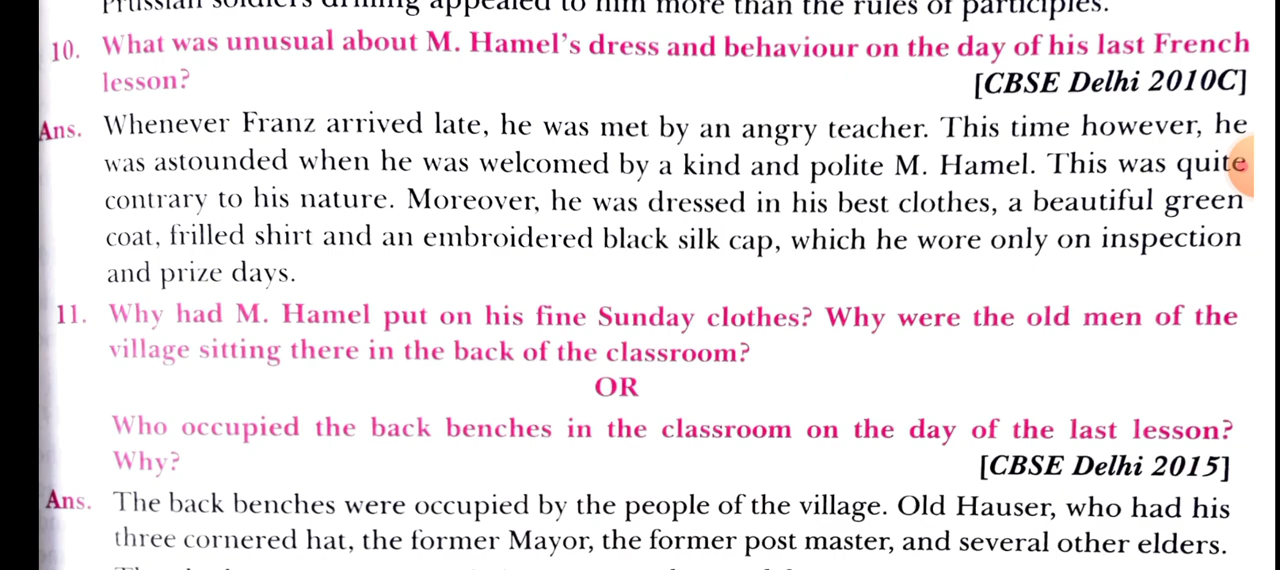 Prussian soldiers drilling appealed to him more than the rules of participles.
10. What was unusual about M. Hamel's dress and behaviour on the day of his last French
lesson? [CBSE Delhi 2010C]
Ans. Whenever Franz arrived late, he was met by an angry teacher. This time however, he
was astounded when he was welcomed by a kind and polite M. Hamel. This was quite
contrary to his nature. Moreover, he was dressed in his best clothes, a beautiful green
coat, frilled shirt and an embroidered black silk cap, which he wore only on inspection
and prize days.
11. Why had M. Hamel put on his fine Sunday clothes? Why were the old men of the
village sitting there in the back of the classroom?
OR
Who occupied the back benches in the classroom on the day of the last lesson?
Why? [CBSE Delhi 2015]
Ans. The back benches were occupied by the people of the village. Old Hauser, who had his
three cornered hat, the former Mayor, the former post master, and several other elders.